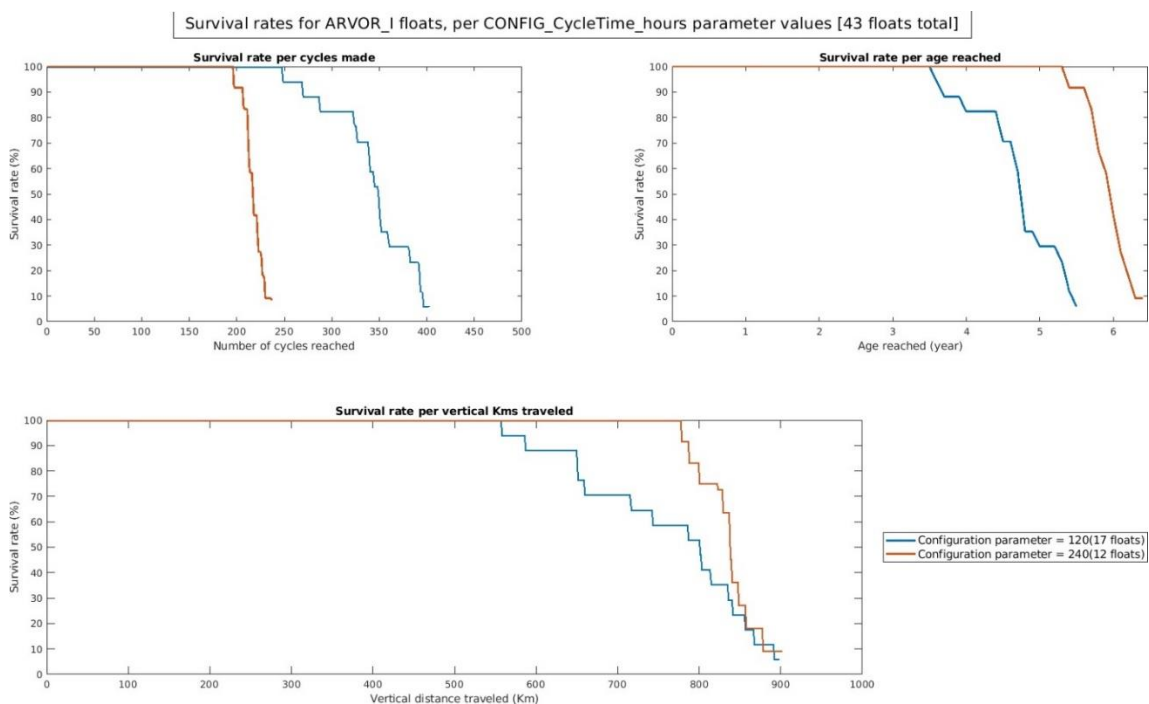 Survival rates for ARVOR_I floats, per CONFIG_CycleTime_hours parameter values [43 floats total]
Survival rate per cycles made
Survival rate (%)
100
90
80
70
60
50
40
30
20
10
0
0 50 100 150 200 250 300 350 400 450 500
Number of cycles reached
Survival rate per age reached
Survival rate (%)
100
90
80
70
60
50
40
30
20
10
0
0 1 2 3 4 5 6
Age reached (year)
Survival rate per vertical Kms traveled
Survival rate (%)
100
90
80
70
60
50
40
30
20
10
0
0 100 200 300 400 500 600 700 800 900 1000
Vertical distance traveled (Km)
Configuration parameter = 120(17 floats)
Configuration parameter = 240(12 floats)